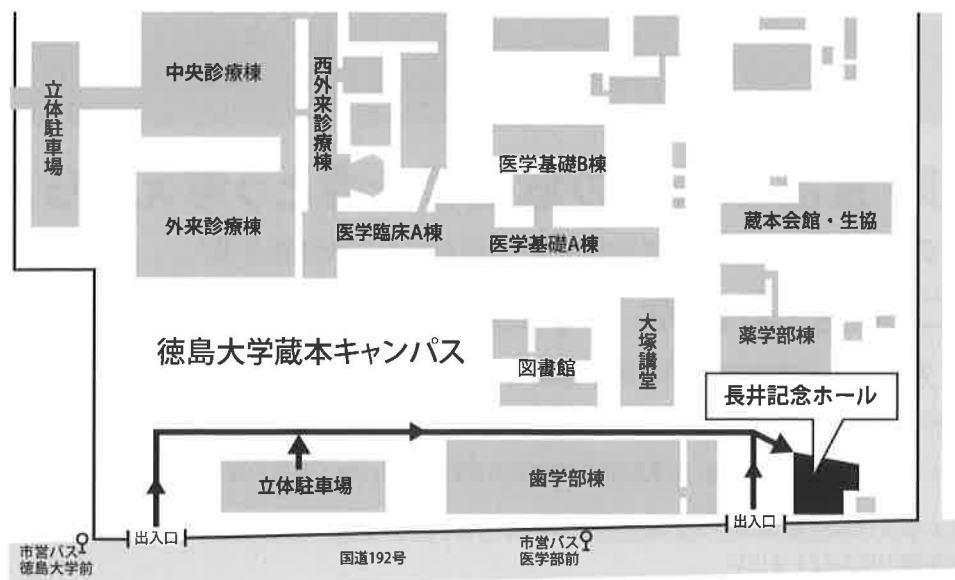 中央診療棟
西外来診療棟
立体駐車場
医学基礎B棟
外来診療棟
医学臨床A棟
医学基礎A棟
蔵本会館・生協
徳島大学蔵本キャンパス
図書館
大塚講堂
薬学部棟
長井記念ホール
立体駐車場
歯学部棟
出入口
出入口
市営バス
徳島大学前
国道192号
市営バス
医学部前